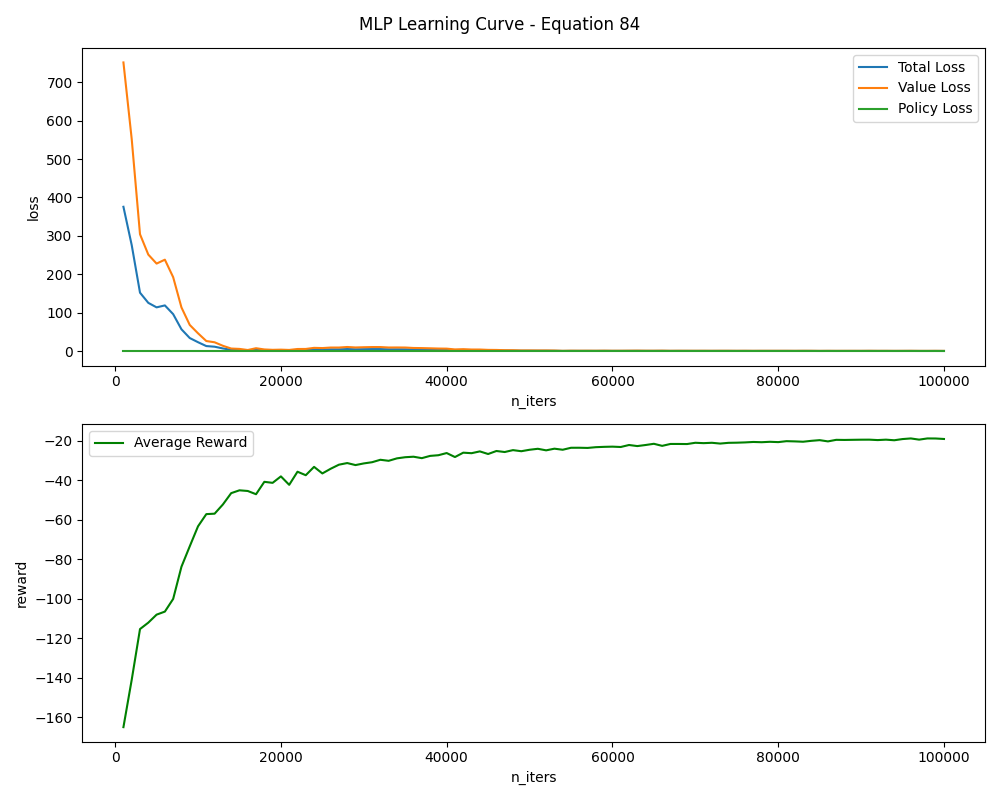 MLP Learning Curve - Equation 84
Total Loss
Value Loss
Policy Loss
700
600
500
400
300
200
100
0
loss
0 20000 40000 60000 80000 100000
n_iters
Average Reward
−20
−40
−60
−80
−100
−120
−140
−160
reward
0 20000 40000 60000 80000 100000
n_iters